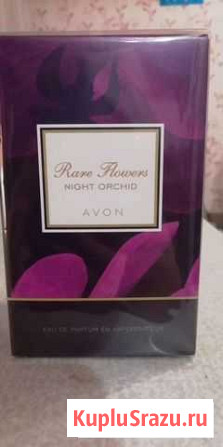 Rare Flowers
NIGHT ORCHID
AVON
EAU DE PARFUM EN VAPORISATEUR
KupluSrazu.ru